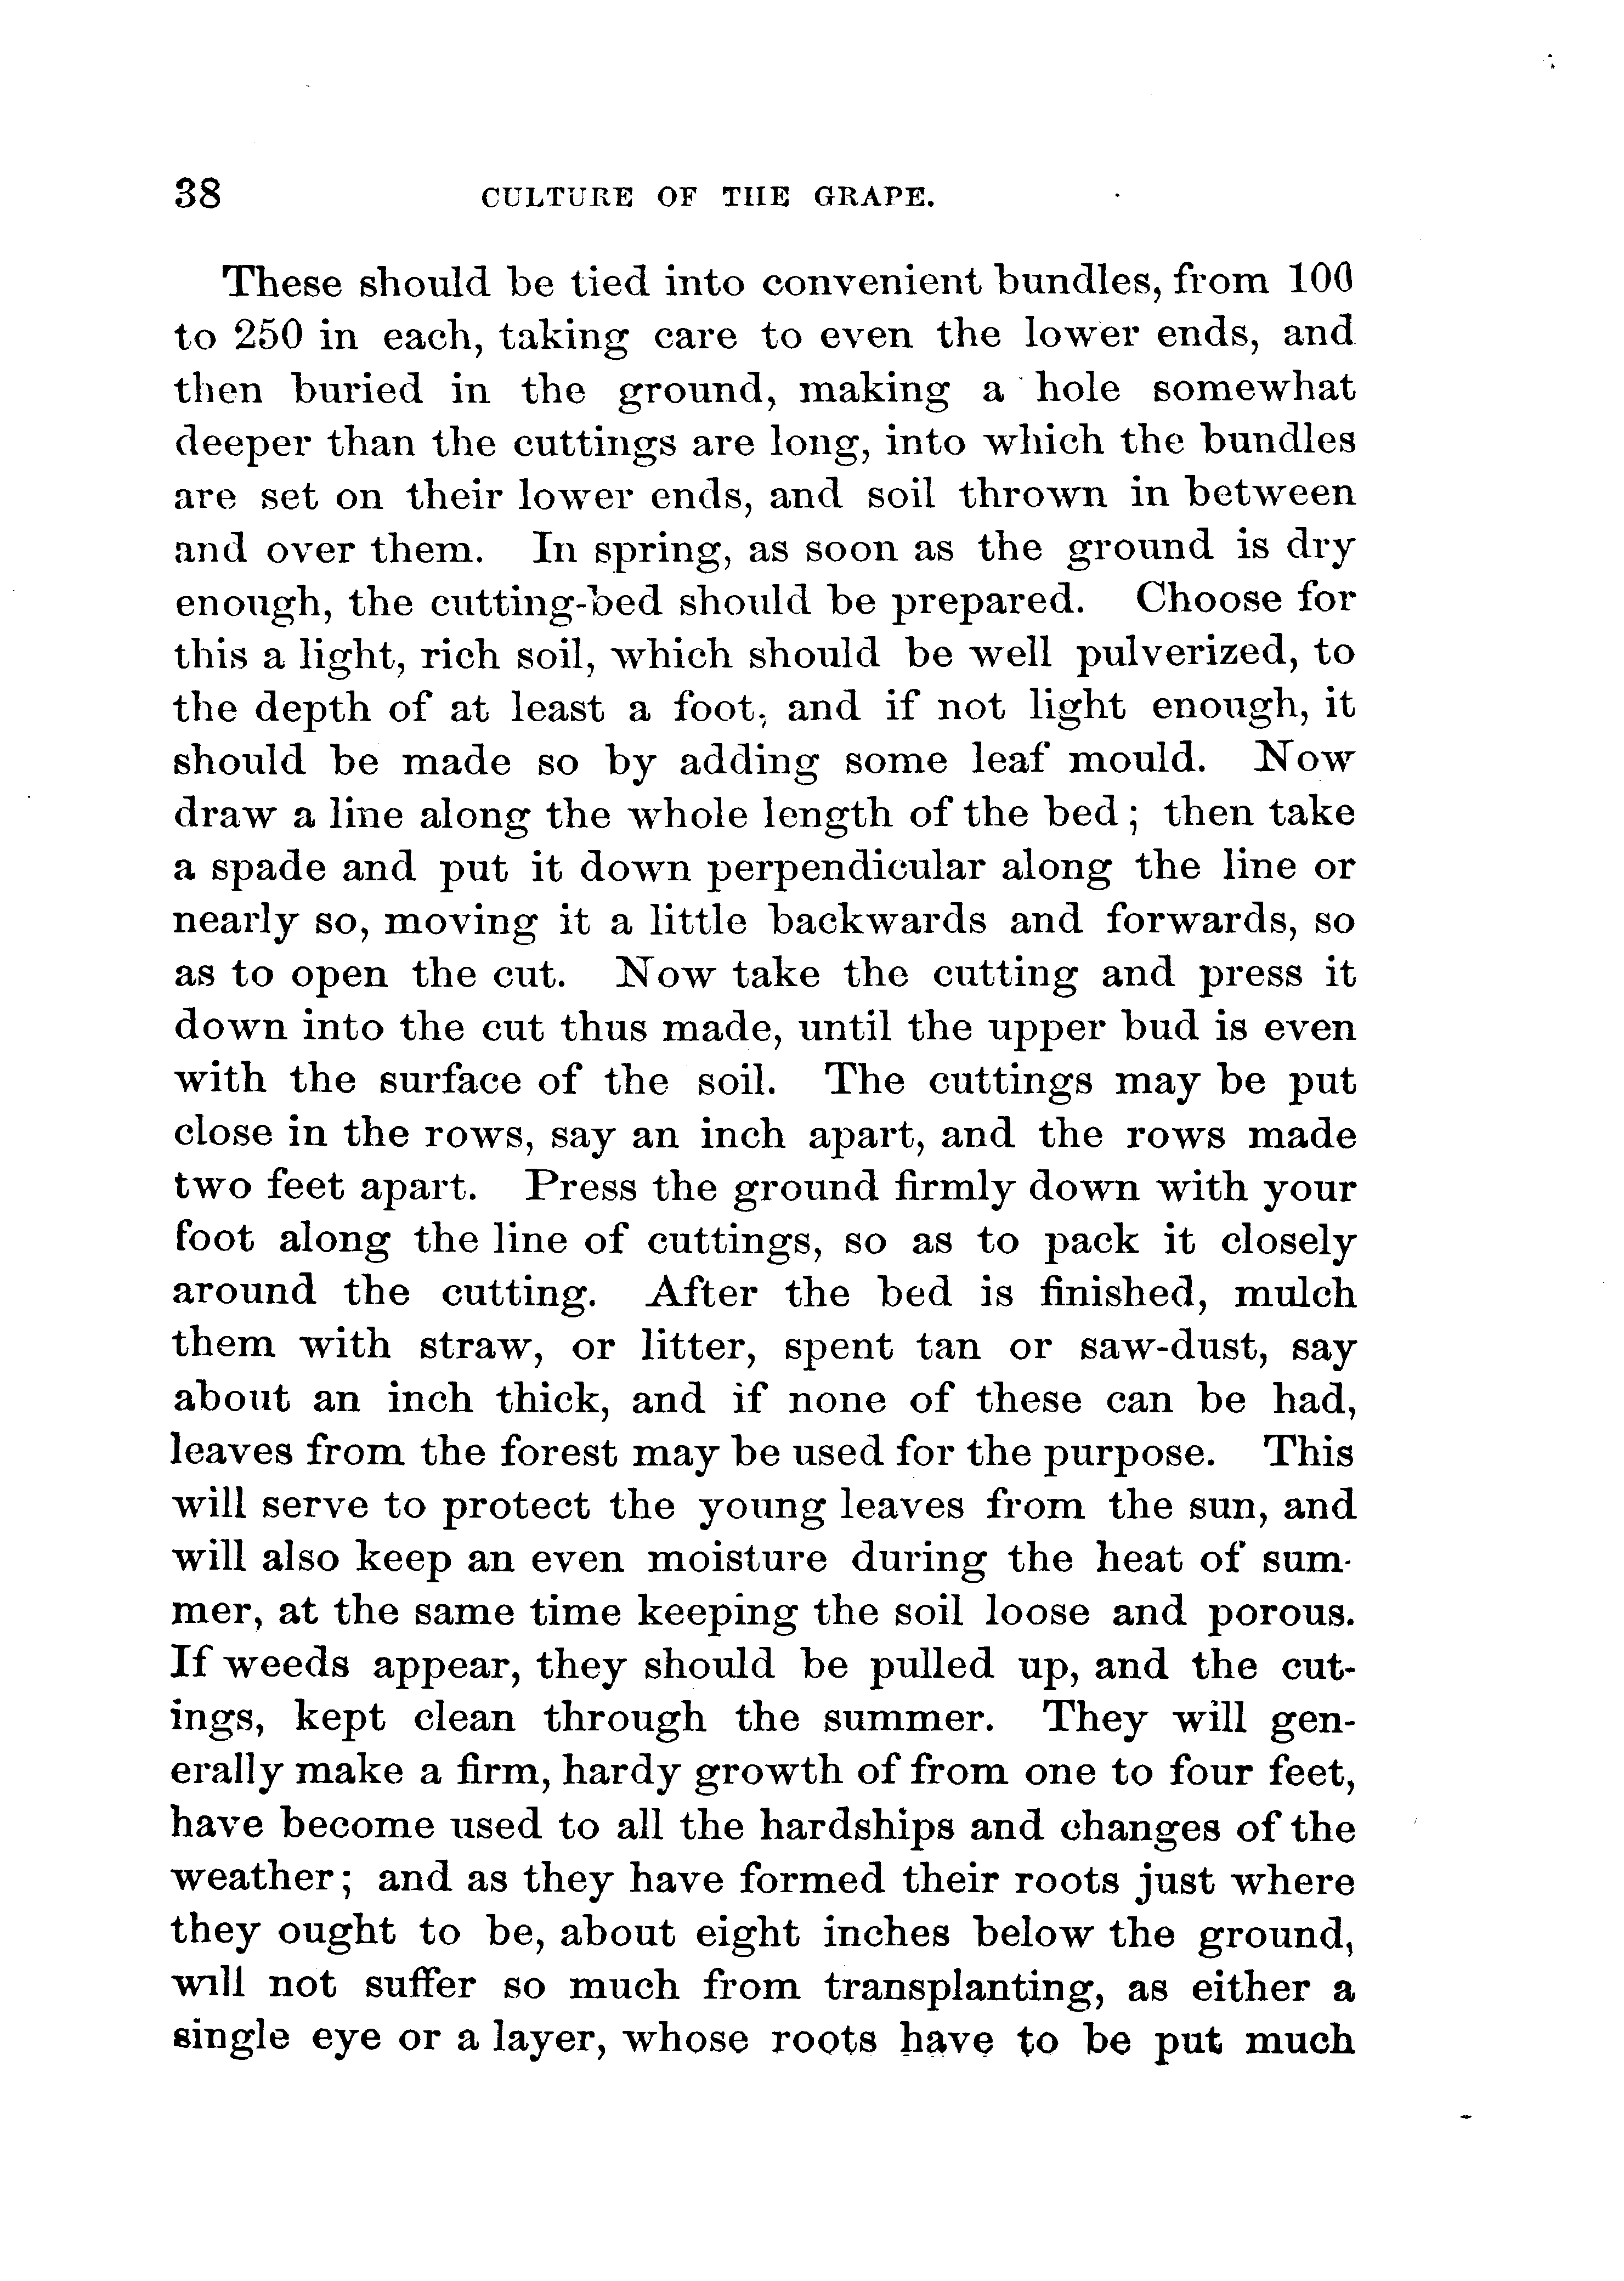 38 CULTURE OF THE GRAPE.
These should be tied into convenient bundles, from 100
to 250 in each, taking care to even the lower ends, and
then buried in the ground, making a hole somewhat
deeper than the cuttings are long, into which the bundles
are set on their lower ends, and soil thrown in between
and over them. In spring, as soon as the ground is dry
enough, the cutting-bed should be prepared. Choose for
this a light, rich soil, which should be well pulverized, to
the depth of at least a foot, and if not light enough, it
should be made so by adding some leaf mould. Now
draw a line along the whole length of the bed; then take
a spade and put it down perpendicular along the line or
nearly so, moving it a little backwards and forwards, so
as to open the cut. Now take the cutting and press it
down into the cut thus made, until the upper bud is even
with the surface of the soil. The cuttings may be put
close in the rows, say an inch apart, and the rows made
two feet apart. Press the ground firmly down with your
foot along the line of cuttings, so as to pack it closely
around the cutting. After the bed is finished, mulch
them with straw, or litter, spent tan or saw-dust, say
about an inch thick, and if none of these can be had,
leaves from the forest may be used for the purpose. This
will serve to protect the young leaves from the sun, and
will also keep an even moisture during the heat of sum-
mer, at the same time keeping the soil loose and porous.
If weeds appear, they should be pulled up, and the cut-
ings, kept clean through the summer. They will gen-
erally make a firm, hardy growth of from one to four feet,
have become used to all the hardships and changes of the
weather; and as they have formed their roots just where
they ought to be, about eight inches below the ground,
will not suffer so much from transplanting, as either a
single eye or a layer, whose roots have to be put much